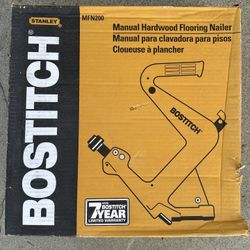 STANLEY
MFN200
BOSTITCH
Manual Hardwood Flooring Nailer
Manual para clavadora para pisos
Cloueuse à plancher
BOSTITCH
BOSTITCH
7 YEAR
LIMITED WARRANTY